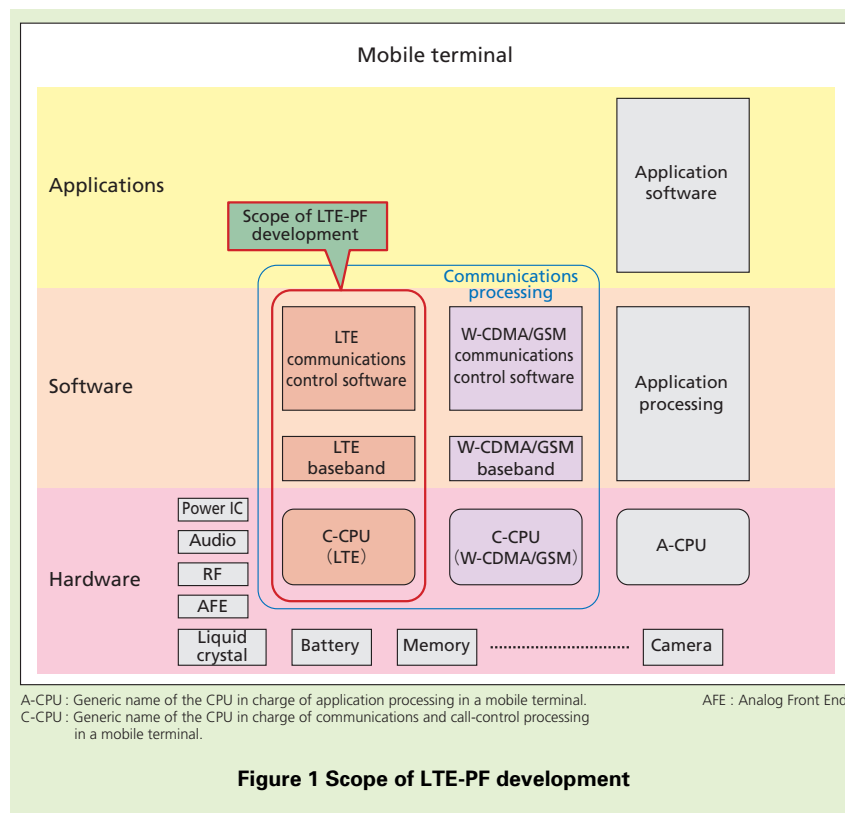 Mobile terminal
Applications
Application
software
Scope of LTE-PF
development
Communications
processing
Software
LTE
communications
control software
W-CDMA/GSM
communications
control software
Application
processing
LTE
baseband
W-CDMA/GSM
baseband
Hardware
Power IC
Audio
RF
AFE
C-CPU
(LTE)
C-CPU
(W-CDMA/GSM)
A-CPU
Liquid
crystal
Battery
Memory
Camera
A-CPU : Generic name of the CPU in charge of application processing in a mobile terminal.
AFE : Analog Front End
C-CPU : Generic name of the CPU in charge of communications and call-control processing
in a mobile terminal.
Figure 1 Scope of LTE-PF development